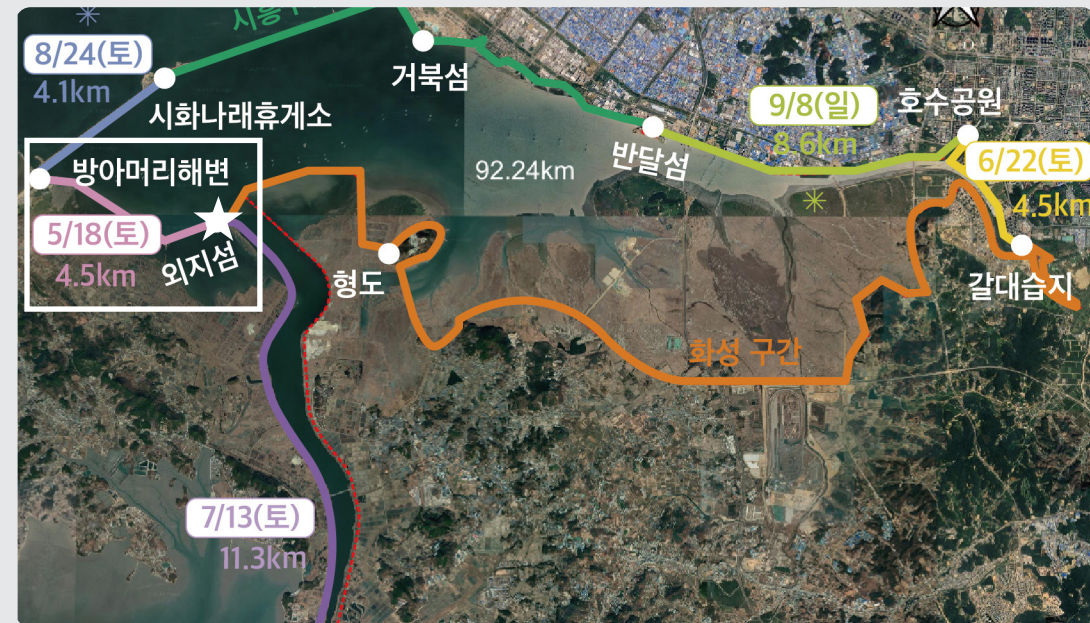 시흥
8/24(토)
4.1km
시화나래휴게소
거북섬
반달섬
92.24km
9/8(일)
8.6km
호수공원
6/22(토)
4.5km
갈대습지
방아머리해변
5/18(토)
4.5km
외지섬
형도
화성 구간
7/13(토)
11.3km